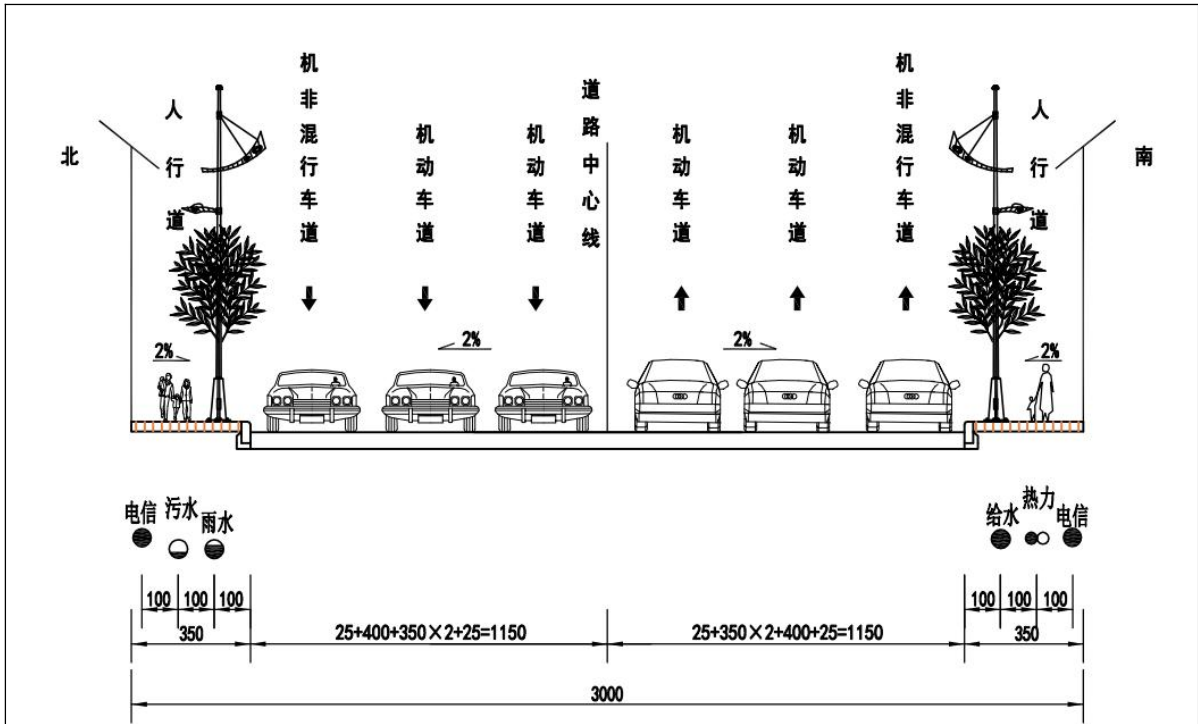 北
人行道
机非混行车道
机动车道
机动车道
道路中心线
机动车道
机动车道
机非混行车道
人行道
南
2%
2%
2%
2%
电信
污水
雨水
给水
热力
电信
100
100
100
100
100
100
350
25+400+350×2+25=1150
25+350×2+400+25=1150
350
3000